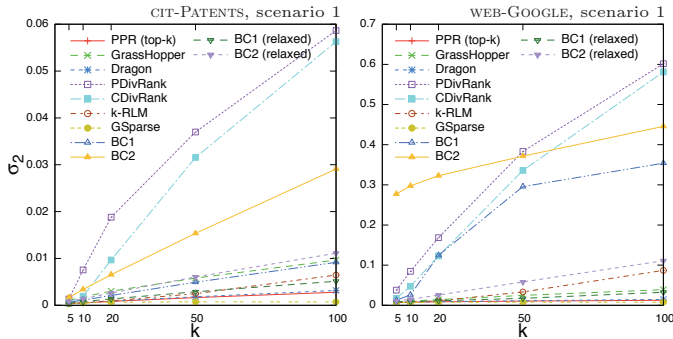 CIT-PATENTS, scenario 1
σ2
0.06
0.05
0.04
0.03
0.02
0.01
0
PPR (top-k)
GrassHopper
Dragon
PDivRank
CDivRank
k-RLM
GSparse
BC1
BC2
BC1 (relaxed)
BC2 (relaxed)
5 10 20 50 100
k
WEB-GOOGLE, scenario 1
0.7
0.6
0.5
0.4
0.3
0.2
0.1
0
PPR (top-k)
GrassHopper
Dragon
PDivRank
CDivRank
k-RLM
GSparse
BC1
BC2
BC1 (relaxed)
BC2 (relaxed)
5 10 20 50 100
k